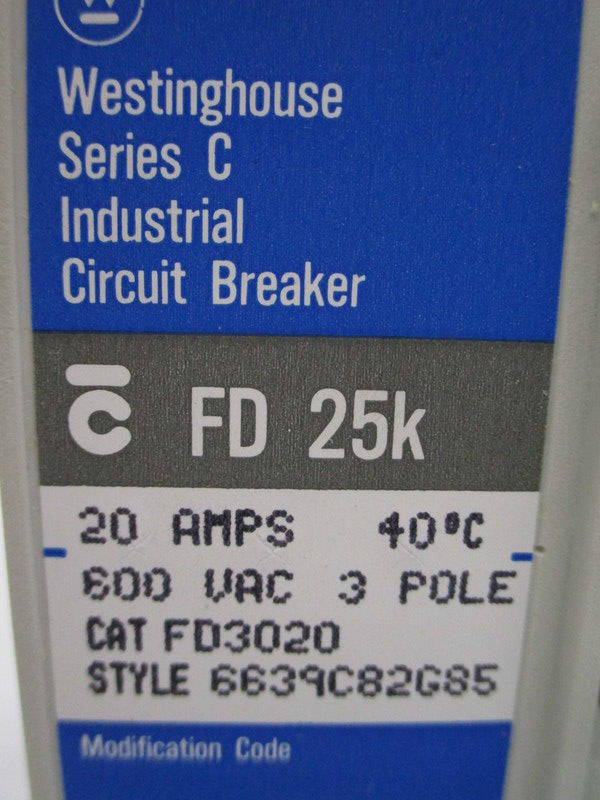 Westinghouse
Series C
Industrial
Circuit Breaker
C FD 25k
20 AMPS 40°C
600 VAC 3 POLE
CAT FD3020
STYLE 6639C82G85
Modification Code